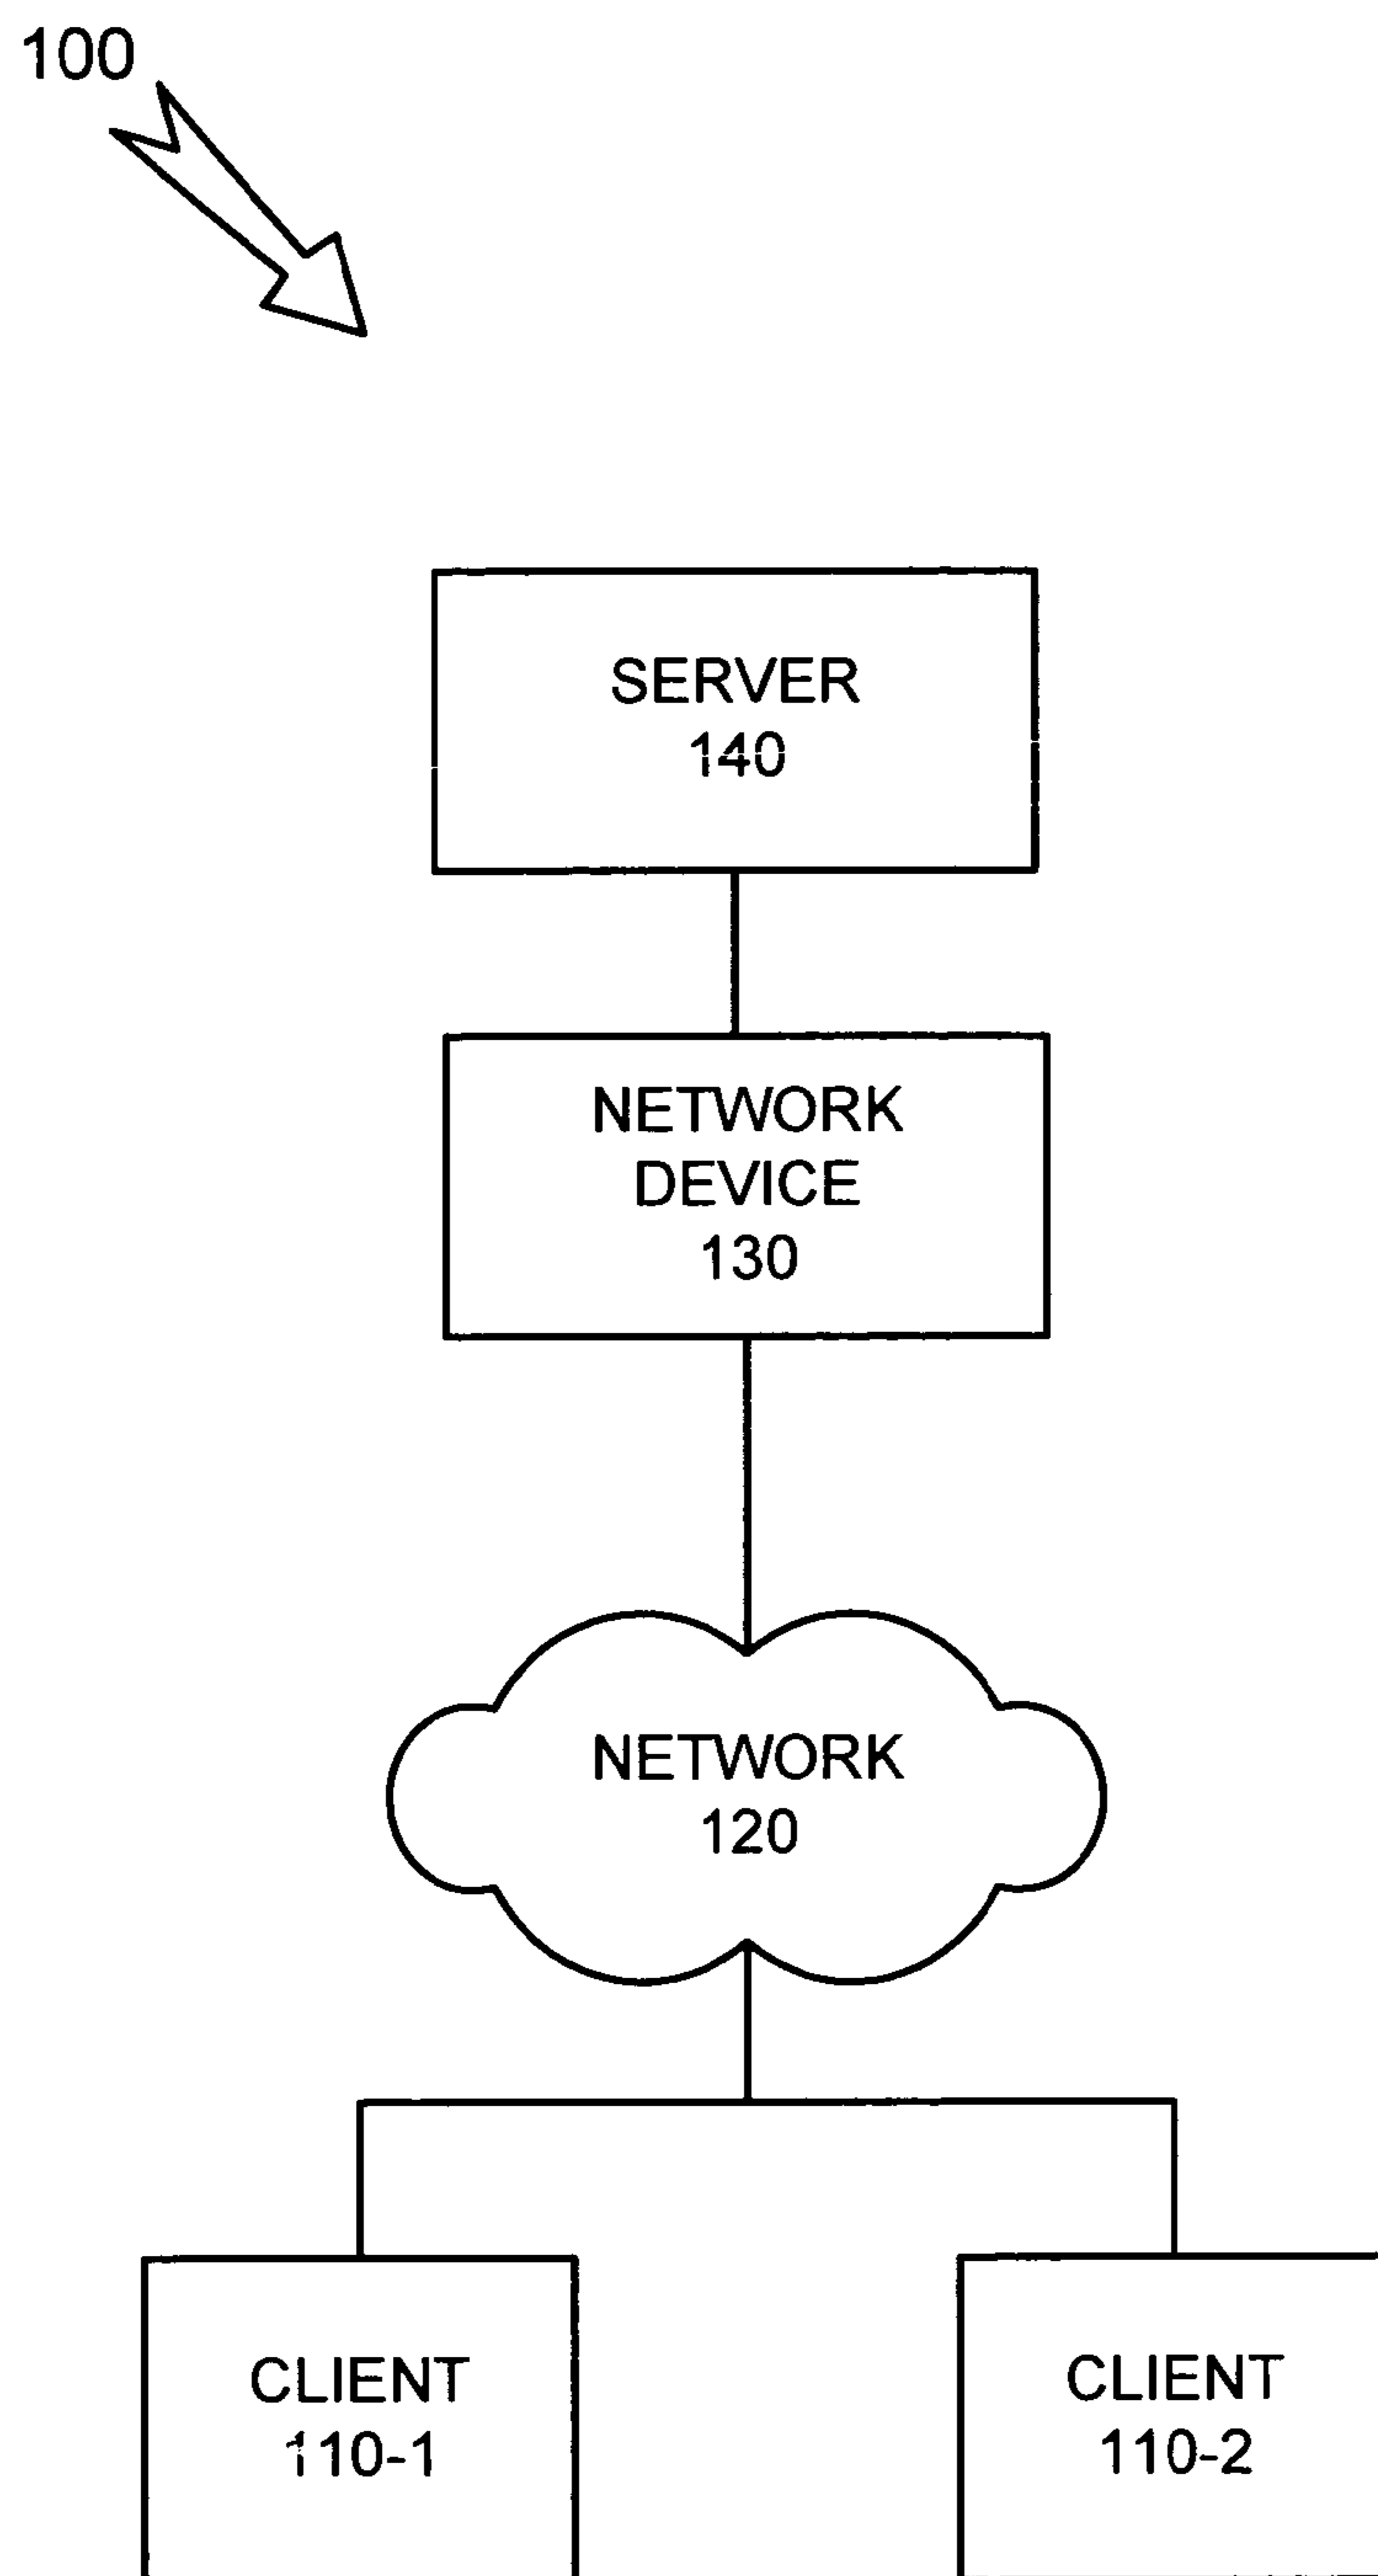 100
SERVER
140
NETWORK
DEVICE
130
NETWORK
120
CLIENT
110-1
CLIENT
110-2